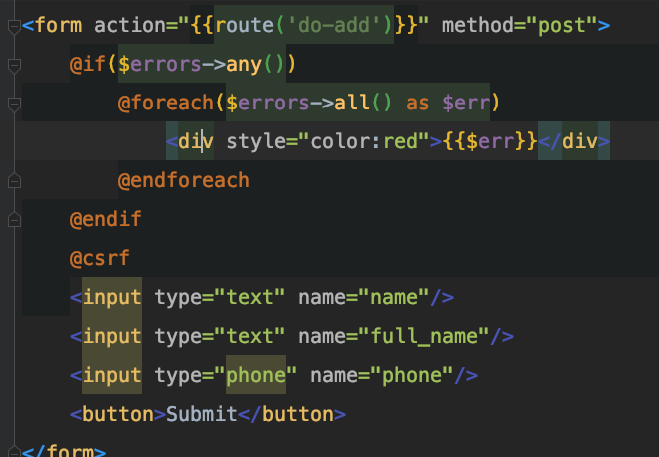 <form action="{{route('do-add')}}" method="post">
@if($errors->any())
@foreach($errors->all() as $err)
<div style="color:red">{{$err}}</div>
@endforeach
@endif
@csrf
<input type="text" name="name"/>
<input type="text" name="full_name"/>
<input type="phone" name="phone"/>
<button>Submit</button>
</form>